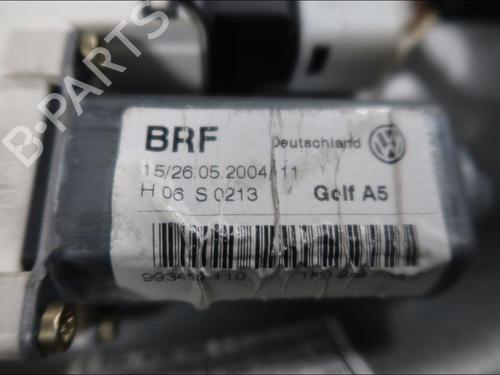 B-PARTS
BRF Deutschland
15/26.05.2004/11
H 06 S 0213 Golf A5